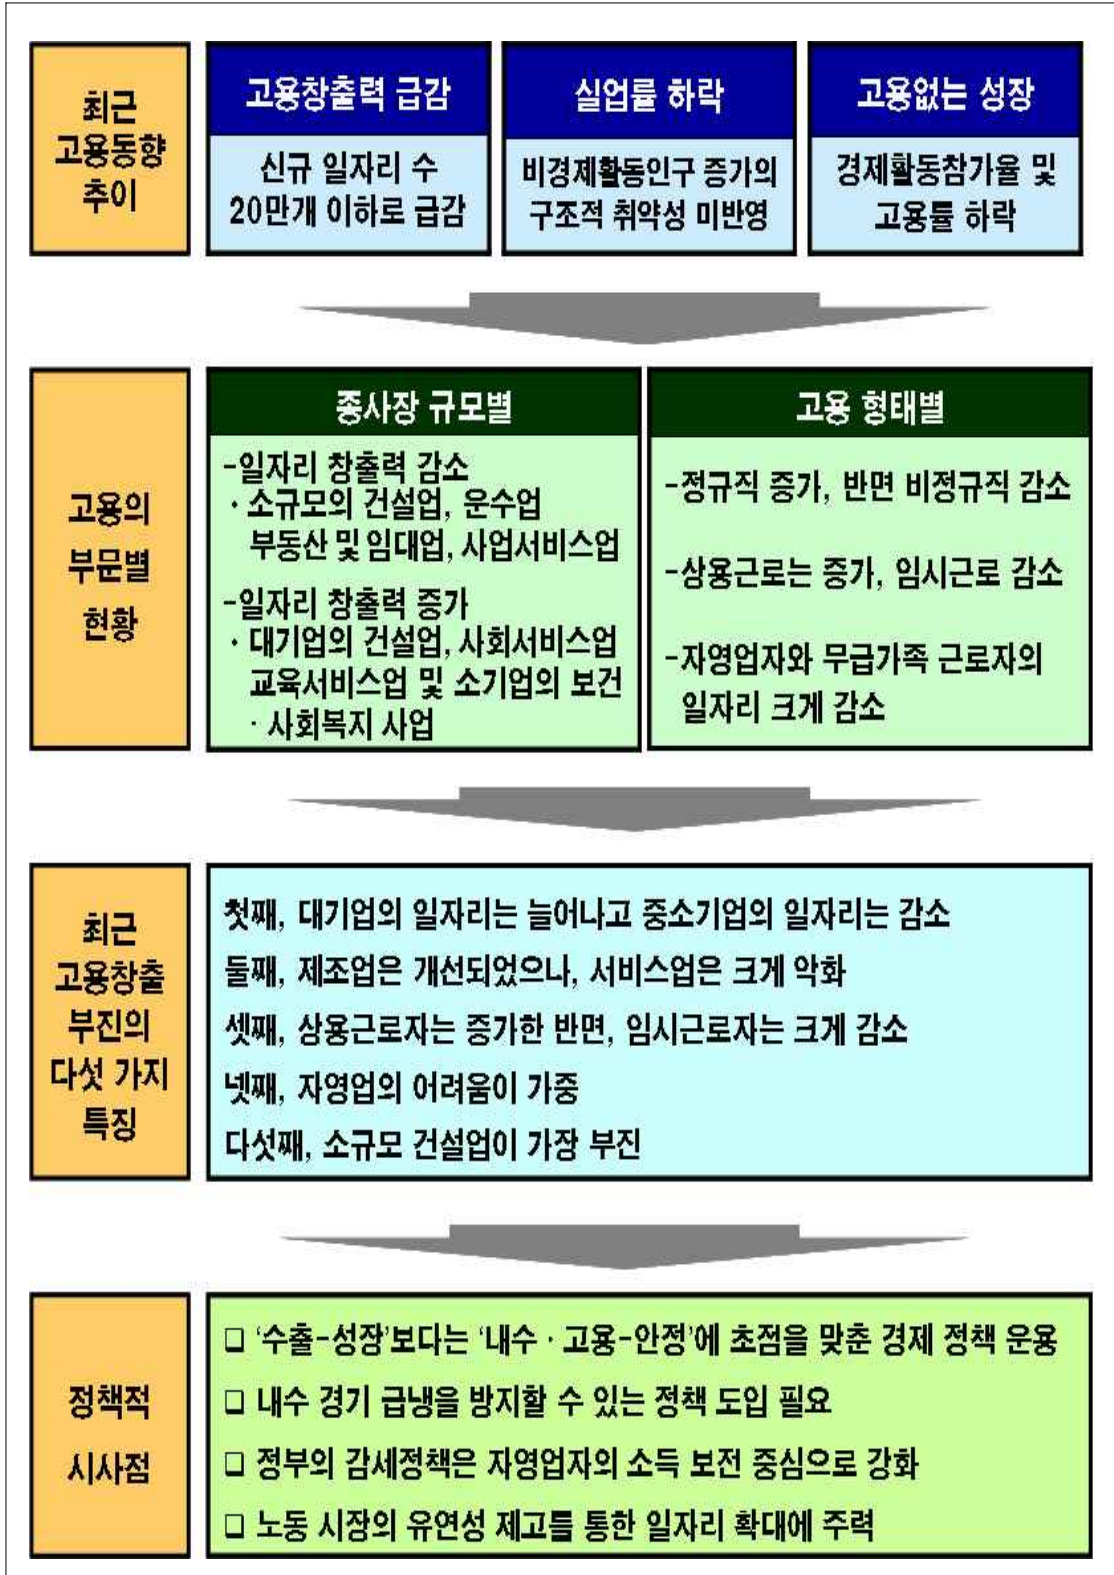 최근
고용동향
추이
고용창출력 급감
신규 일자리 수
20만개 이하로 급감
실업률 하락
비경제활동인구 증가의
구조적 취약성 미반영
고용없는 성장
경제활동참가율 및
고용률 하락
고용의
부문별
현황
종사장 규모별
-일자리 창출력 감소
· 소규모의 건설업, 운수업
부동산 및 임대업, 사업서비스업
-일자리 창출력 증가
· 대기업의 건설업, 사회서비스업
교육서비스업 및 소기업의 보건
· 사회복지 사업
고용 형태별
-정규직 증가, 반면 비정규직 감소
-상용근로는 증가, 임시근로 감소
-자영업자와 무급가족 근로자의
일자리 크게 감소
최근
고용창출
부진의
다섯 가지
특징
첫째, 대기업의 일자리는 늘어나고 중소기업의 일자리는 감소
둘째, 제조업은 개선되었으나, 서비스업은 크게 악화
셋째, 상용근로자는 증가한 반면, 임시근로자는 크게 감소
넷째, 자영업의 어려움이 가중
다섯째, 소규모 건설업이 가장 부진
정책적
시사점
□ '수출-성장'보다는 '내수 · 고용-안정'에 초점을 맞춘 경제 정책 운용
□ 내수 경기 급냉을 방지할 수 있는 정책 도입 필요
□ 정부의 감세정책은 자영업자의 소득 보전 중심으로 강화
□ 노동 시장의 유연성 제고를 통한 일자리 확대에 주력